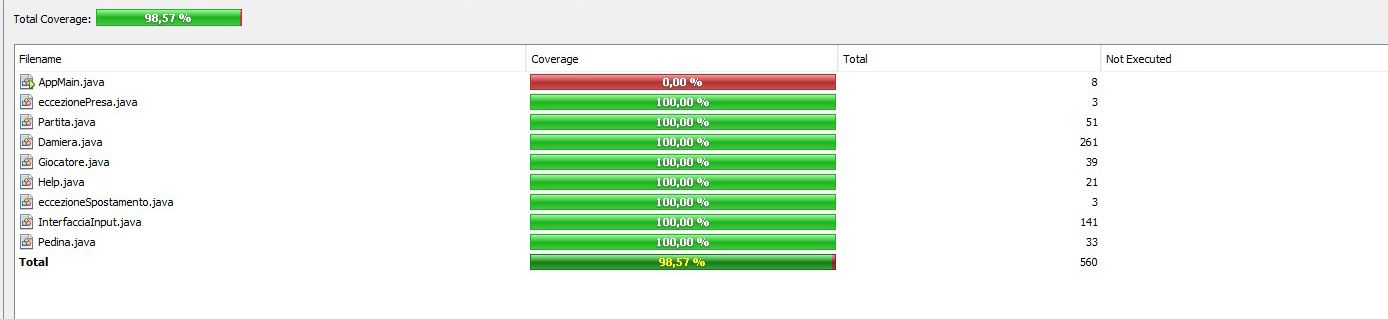 Total Coverage: 98,57 %
Filename Coverage Total Not Executed
AppMain.java 0,00 % 8
eccezionePresa.java 100,00 % 3
Partita.java 100,00 % 51
Damiera.java 100,00 % 261
Giocatore.java 100,00 % 39
Help.java 100,00 % 21
eccezioneSpostamento.java 100,00 % 3
InterfacciaInput.java 100,00 % 141
Pedina.java 100,00 % 33
Total 98,57 % 560